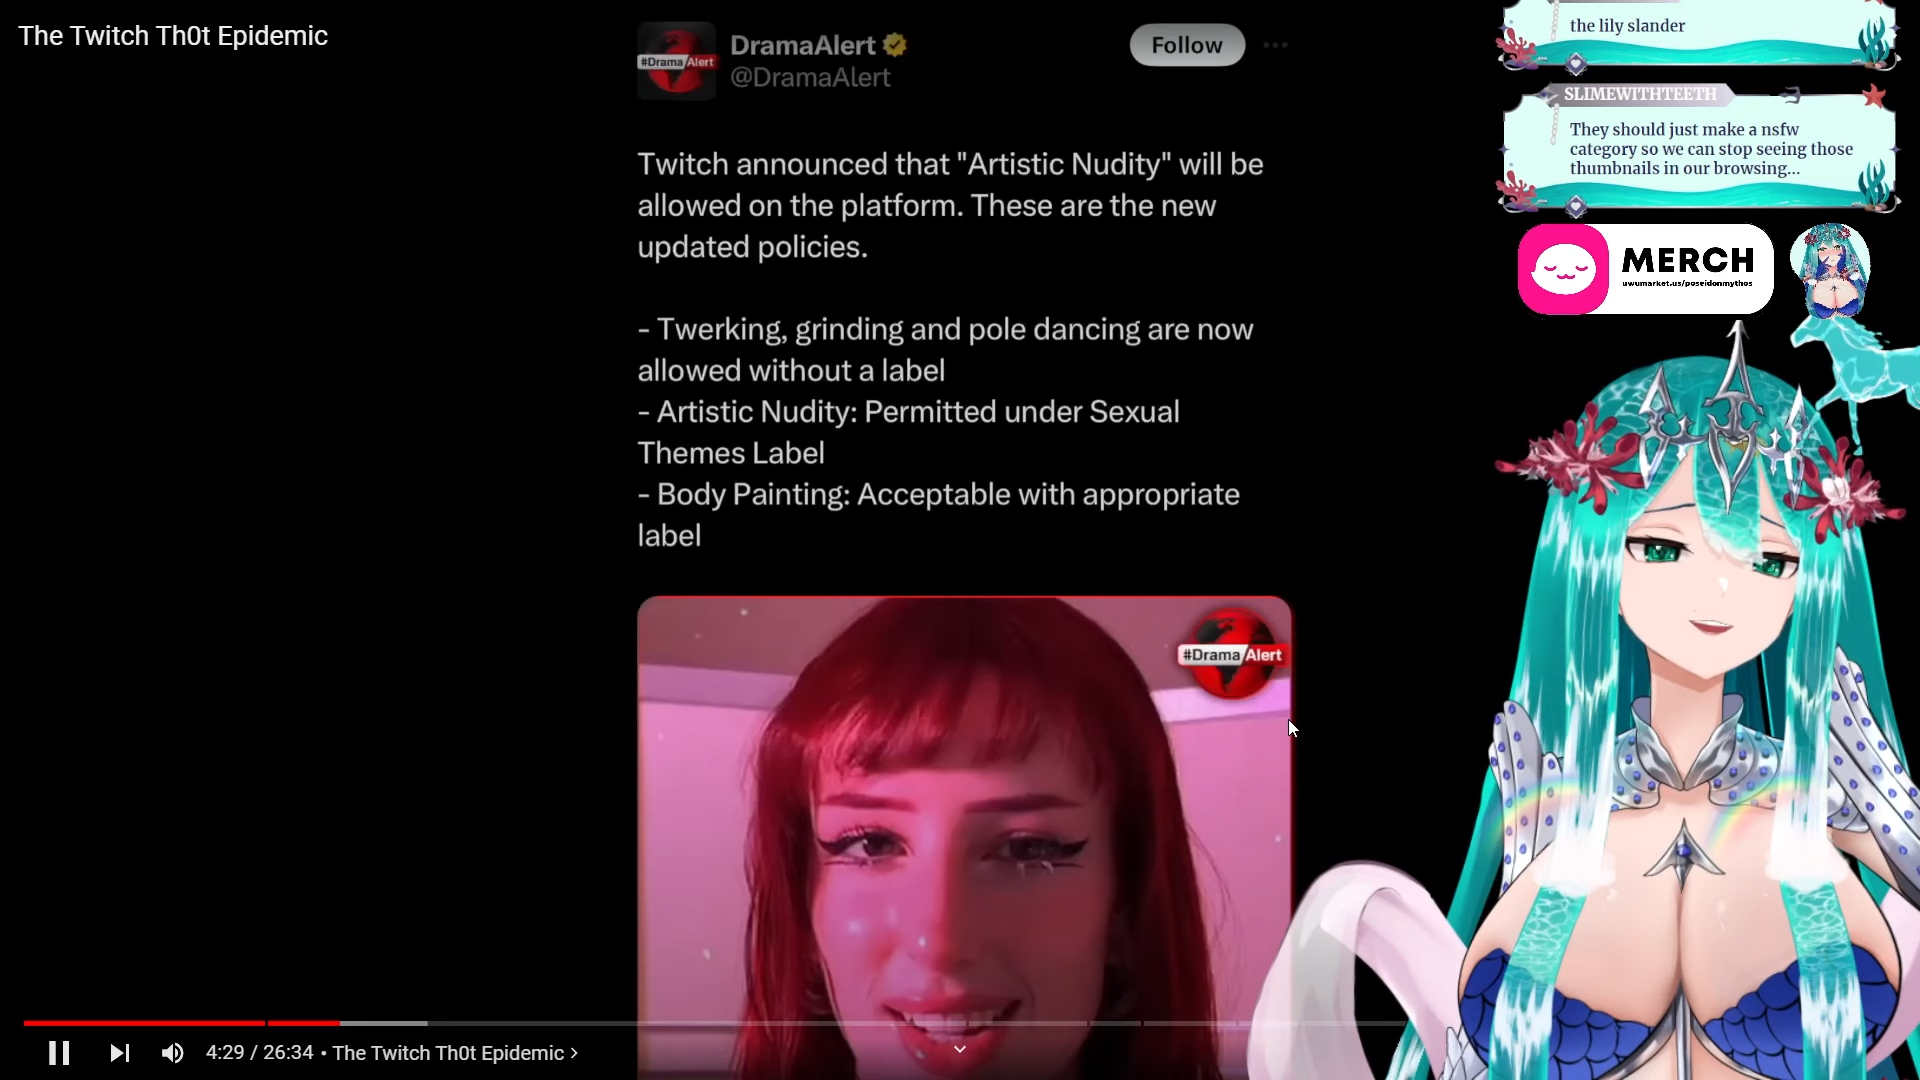 The Twitch Th0t Epidemic
#Drama Alert
DramaAlert
@DramaAlert
Follow
Twitch announced that "Artistic Nudity" will be
allowed on the platform. These are the new
updated policies.
- Twerking, grinding and pole dancing are now
allowed without a label
- Artistic Nudity: Permitted under Sexual
Themes Label
- Body Painting: Acceptable with appropriate
label
#Drama Alert
4:29 / 26:34 • The Twitch Th0t Epidemic
the lily slander
SLIMEWITHTEETH
They should just make a nsfw
category so we can stop seeing those
thumbnails in our browsing...
MERCH
uwumarket.us/poseidonmythos